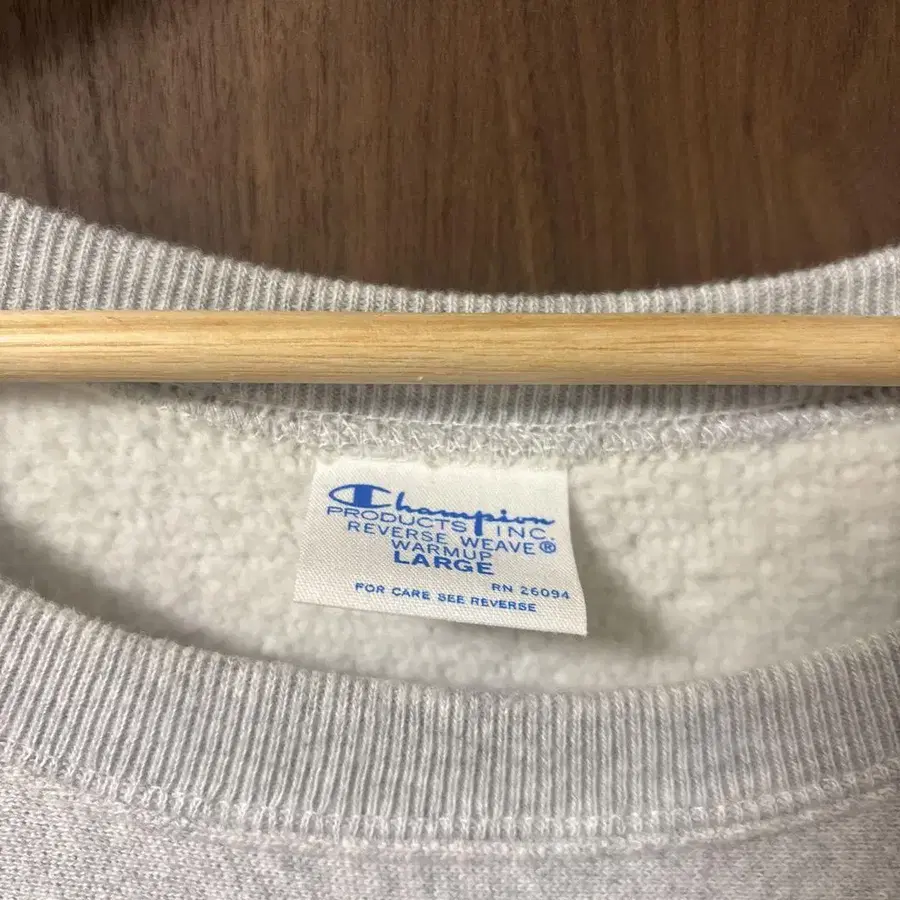 Champion
PRODUCTS INC.
REVERSE WEAVE®
WARMUP
LARGE
RN 26094
FOR CARE SEE REVERSE